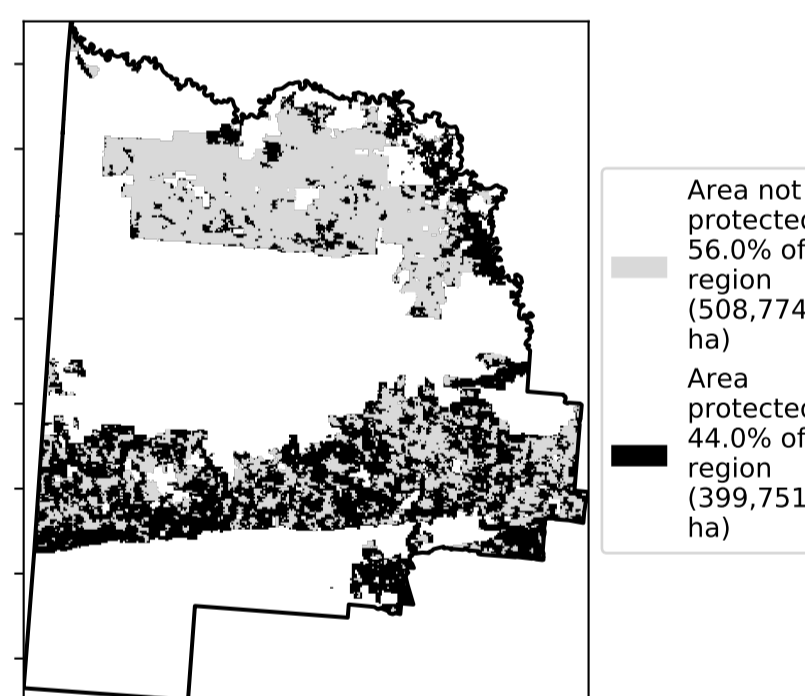 Area not
protected
56.0% of
region
(508,774
ha)
Area
protected
44.0% of
region
(399,751
ha)